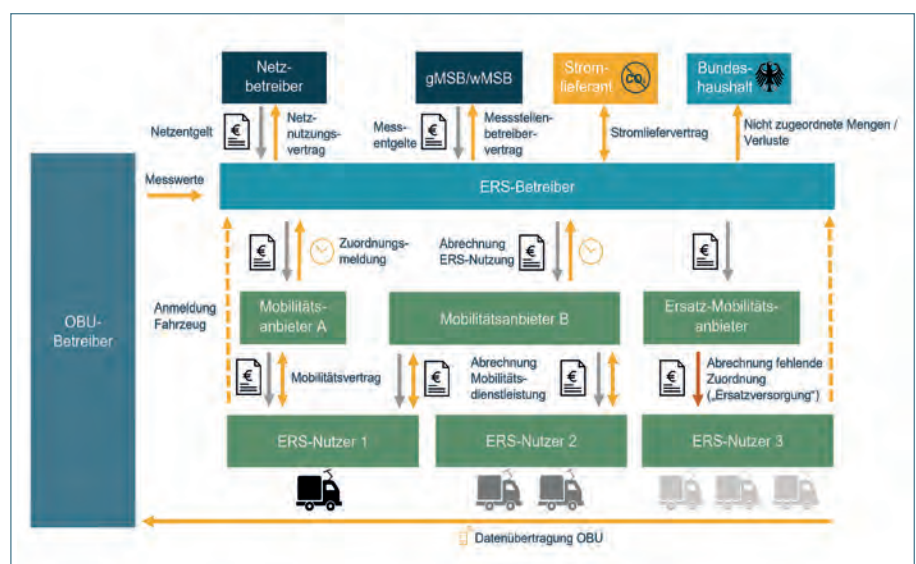 Netz-
betreiber
gMSB/wMSB
Strom-
lieferant
CO₂
Bundes-
haushalt
Netzentgelt
€
Netz-
nutzungs-
vertrag
Mess-
entgelte
€
Messstellen-
betreiber-
vertrag
Stromliefervertrag
Nicht zugeordnete Mengen /
Verluste
Messwerte
ERS-Betreiber
€
Zuordnungs-
meldung
Abrechnung
ERS-Nutzung
€
€
Anmeldung
Fahrzeug
OBU-
Betreiber
Mobilitäts-
anbieter A
Mobilitätsanbieter B
Ersatz-Mobilitäts-
anbieter
€
Mobilitätsvertrag
€
Abrechnung
Mobilitäts-
dienstleistung
€
€
Abrechnung fehlende
Zuordnung
(„Ersatzversorgung“)
ERS-Nutzer 1
ERS-Nutzer 2
ERS-Nutzer 3
Datenübertragung OBU